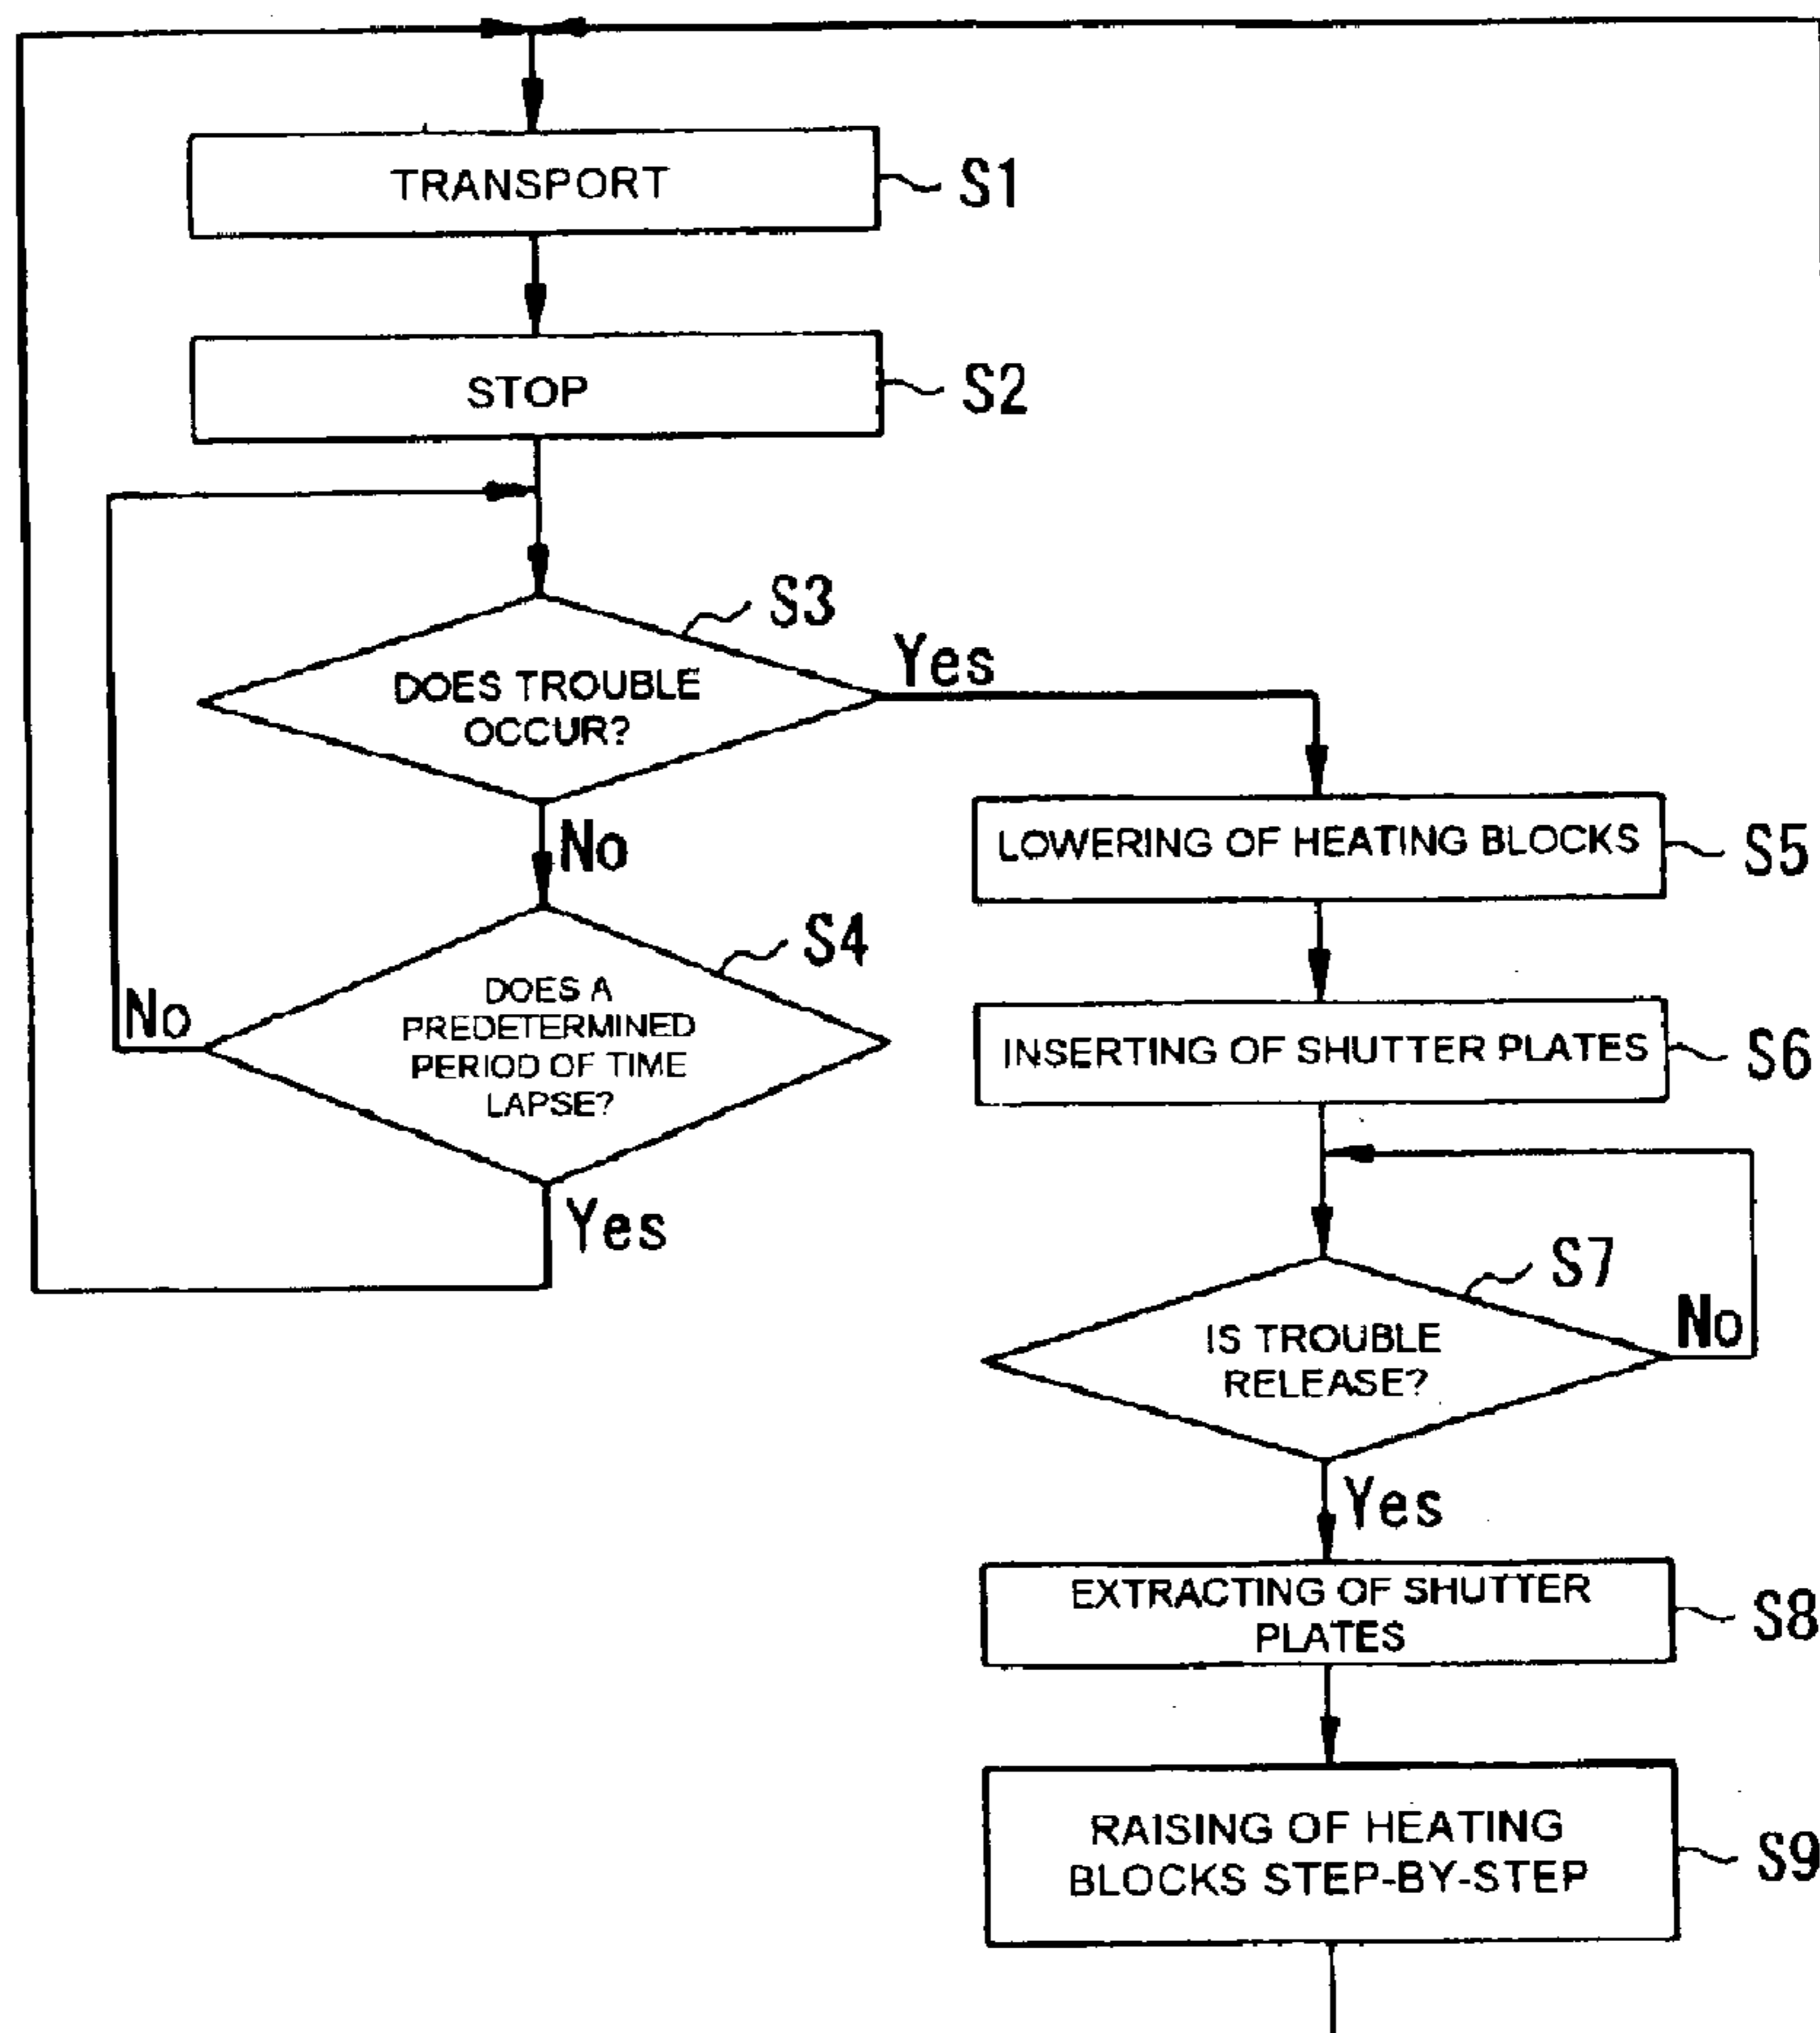 TRANSPORT
S1
STOP
S2
S3
DOES TROUBLE
OCCUR?
Yes
No
S4
DOES A
PREDETERMINED
PERIOD OF TIME
LAPSE?
No
Yes
LOWERING OF HEATING BLOCKS
S5
INSERTING OF SHUTTER PLATES
S6
S7
IS TROUBLE
RELEASE?
No
Yes
EXTRACTING OF SHUTTER
PLATES
S8
RAISING OF HEATING
BLOCKS STEP-BY-STEP
S9